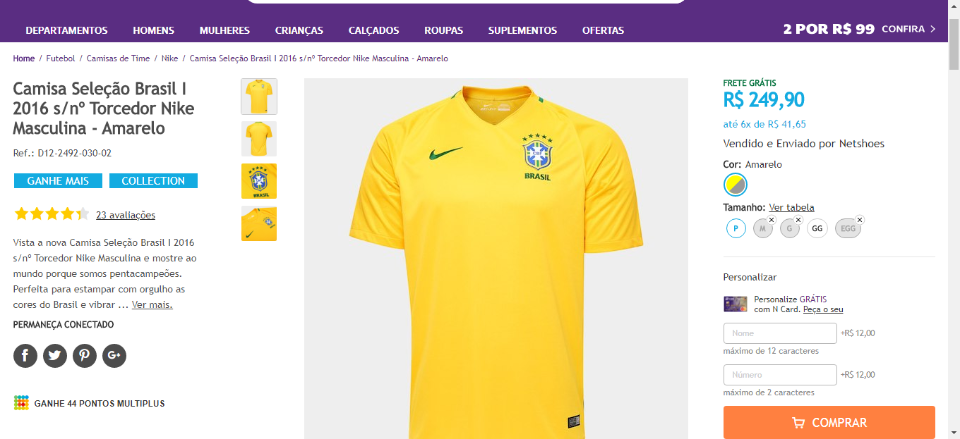 DEPARTAMENTOS HOMENS MULHERES CRIANÇAS CALÇADOS ROUPAS SUPLEMENTOS OFERTAS 2 POR R$ 99 CONFIRA
Home / Futebol / Camisas de Time / Nike / Camisa Seleção Brasil I 2016 s/nº Torcedor Nike Masculina - Amarelo
Camisa Seleção Brasil I
2016 s/nº Torcedor Nike
Masculina - Amarelo
Ref.: D12-2492-030-02
GANHE MAIS COLLECTION
23 avaliações
Vista a nova Camisa Seleção Brasil I 2016
s/nº Torcedor Nike Masculina e mostre ao
mundo porque somos pentacampeões.
Perfeita para estampar com orgulho as
cores do Brasil e vibrar ... Ver mais.
PERMANEÇA CONECTADO
GANHE 44 PONTOS MULTIPLUS
CBF
BRASIL
FRETE GRÁTIS
R$ 249,90
até 6x de R$ 41,65
Vendido e Enviado por Netshoes
Cor: Amarelo
Tamanho: Ver tabela
P M G GG EGG
Personalizar
Personalize GRÁTIS
com N Card. Peça o seu
Nome +R$ 12,00
máximo de 12 caracteres
Número +R$ 12,00
máximo de 2 caracteres
COMPRAR